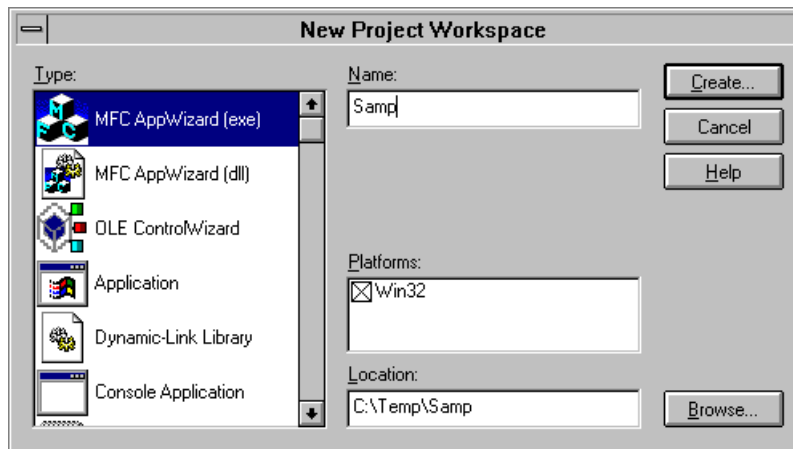 New Project Workspace
Type:
MFC AppWizard (exe)
MFC AppWizard (dll)
OLE ControlWizard
Application
Dynamic-Link Library
Console Application
Name:
Samp
Platforms:
Win32
Location:
C:\Temp\Samp
Create...
Cancel
Help
Browse...